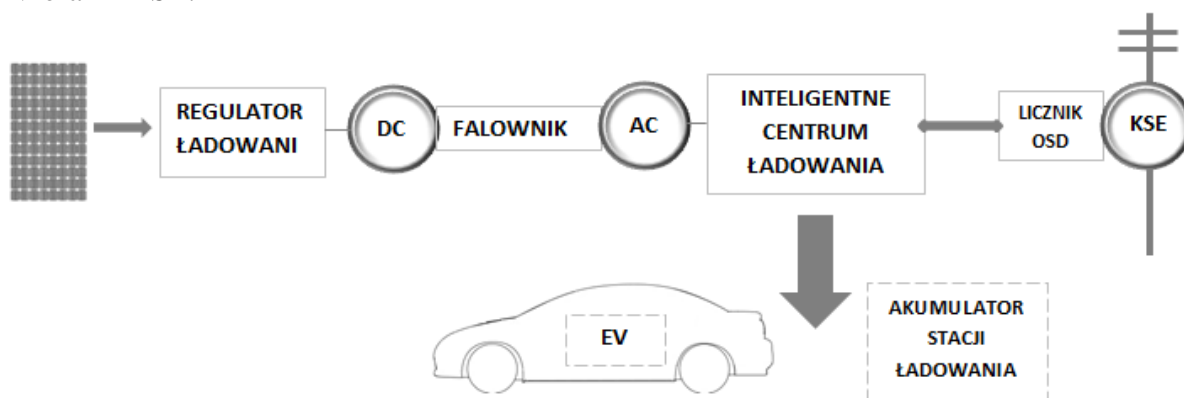 REGULATOR
ŁADOWANI
DC
FALOWNIK
AC
INTELIGENTNE
CENTRUM
ŁADOWANIA
LICZNIK
OSD
KSE
EV
AKUMULATOR
STACJI
ŁADOWANIA